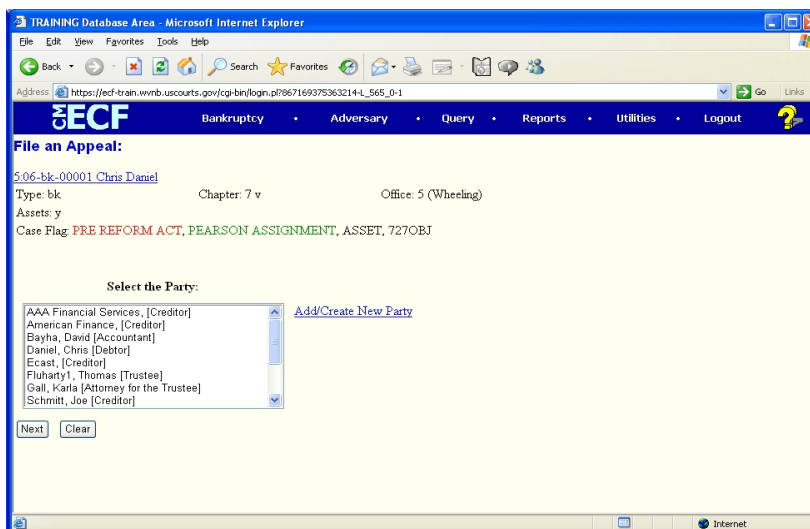 TRAINING Database Area - Microsoft Internet Explorer
File Edit View Favorites Tools Help
Back Search Favorites
Address https://ecf-train.wvnb.uscourts.gov/cgi-bin/login.pl?867169375363214-L_565_0-1 Go Links
CM ECF Bankruptcy • Adversary • Query • Reports • Utilities • Logout ?
File an Appeal:
5:06-bk-00001 Chris Daniel
Type: bk Chapter: 7 v Office: 5 (Wheeling)
Assets: y
Case Flag: PRE REFORM ACT, PEARSON ASSIGNMENT, ASSET, 727OBJ
Select the Party:
AAA Financial Services, [Creditor] Add/Create New Party
American Finance, [Creditor]
Bayha, David [Accountant]
Daniel, Chris [Debtor]
Ecast, [Creditor]
Fluharty1, Thomas [Trustee]
Gall, Karla [Attorney for the Trustee]
Schmitt, Joe [Creditor]
Next Clear
Internet